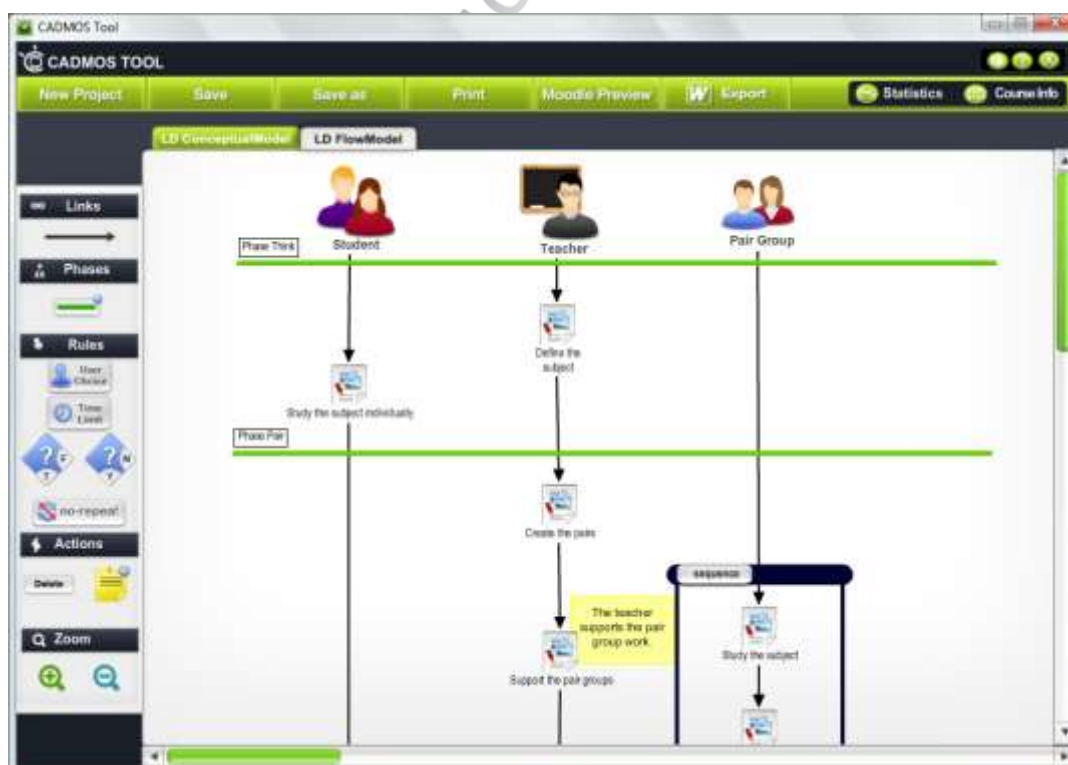 CADMOS Tool
CADMOS TOOL
New Project Save Save as Print Moodle Preview W Export Statistics Course Info
LD ConceptualModel LD FlowModel
Links
Phases
Rules
User
Choice
Time
Limit
? F
T
? N
Y
no-repeat
Actions
Delete
Zoom
Student
Teacher
Pair Group
Phase Think
Define the
subject
Study the subject individually
Phase Pair
Create the pairs
sequence
The teacher
supports the pair
group work.
Study the subject
Support the pair groups